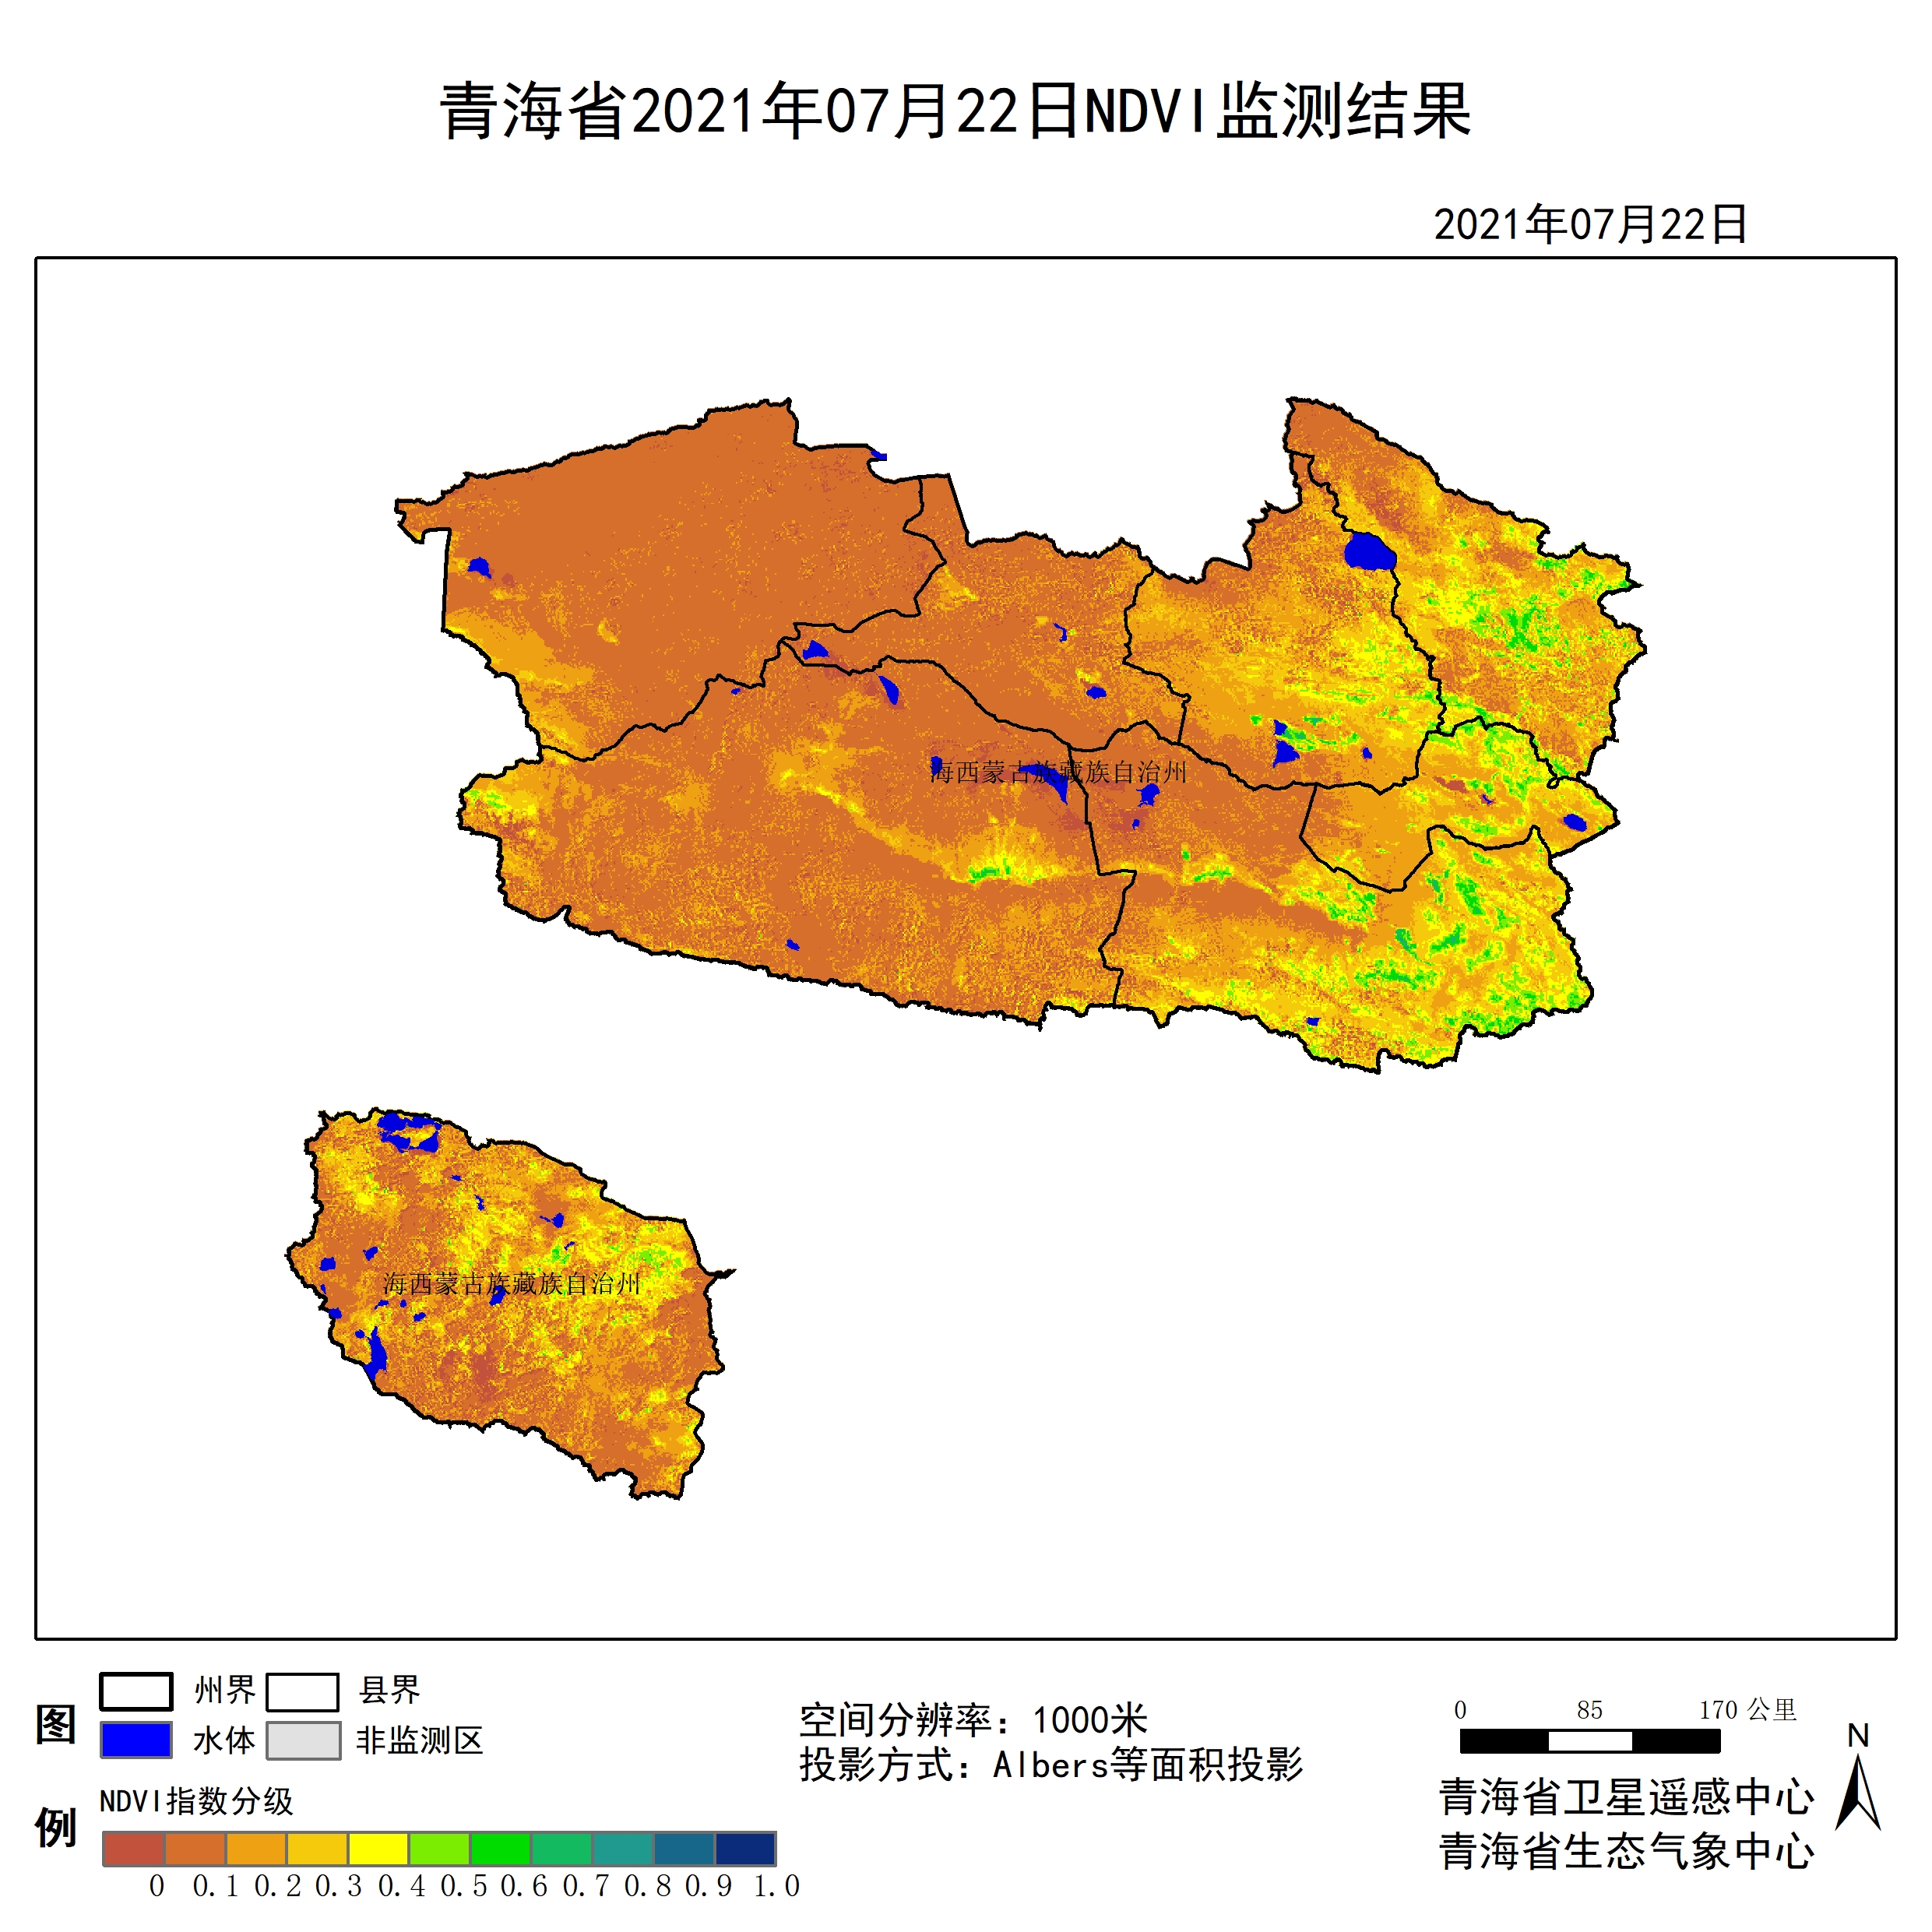 青海省2021年07月22日NDVI监测结果
2021年07月22日
海西蒙古族藏族自治州
海西蒙古族藏族自治州
图例
州界 县界
水体 非监测区
NDVI指数分级
0 0.1 0.2 0.3 0.4 0.5 0.6 0.7 0.8 0.9 1.0
空间分辨率：1000米
投影方式：Albers等面积投影
0 85 170 公里
N
青海省卫星遥感中心
青海省生态气象中心